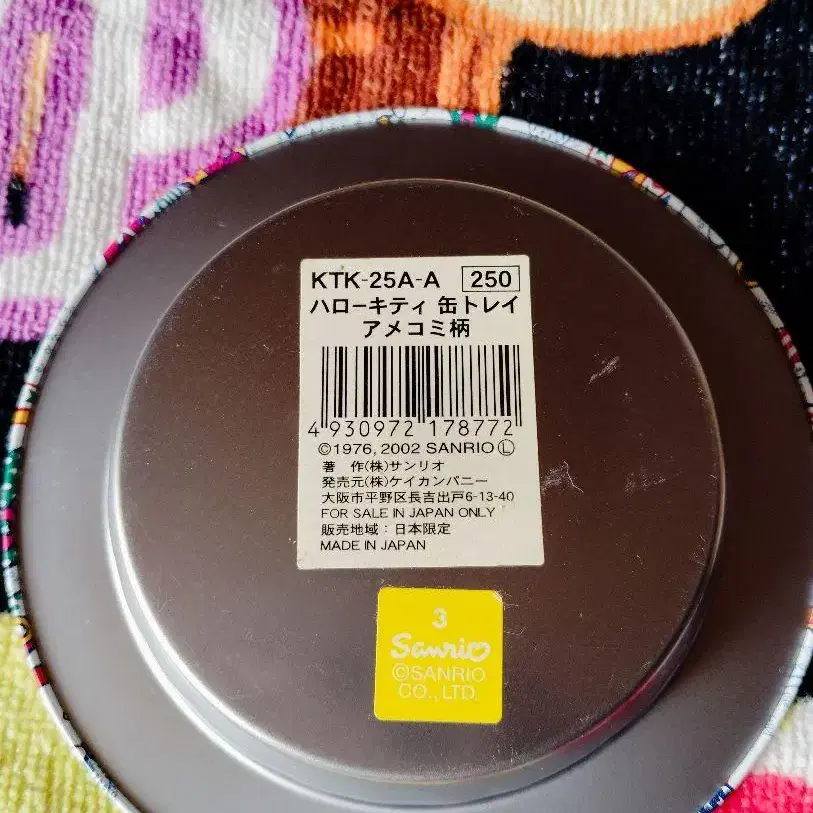 KTK-25A-A 250
ハローキティ 缶トレイ
アメコミ柄
4 930972 178772
©1976, 2002 SANRIO Ⓛ
著 作(株)サンリオ
発売元(株)ケイカンパニー
大阪市平野区長吉出戸6-13-40
FOR SALE IN JAPAN ONLY
販売地域：日本限定
MADE IN JAPAN
3
Sanrio
©SANRIO
CO., LTD.